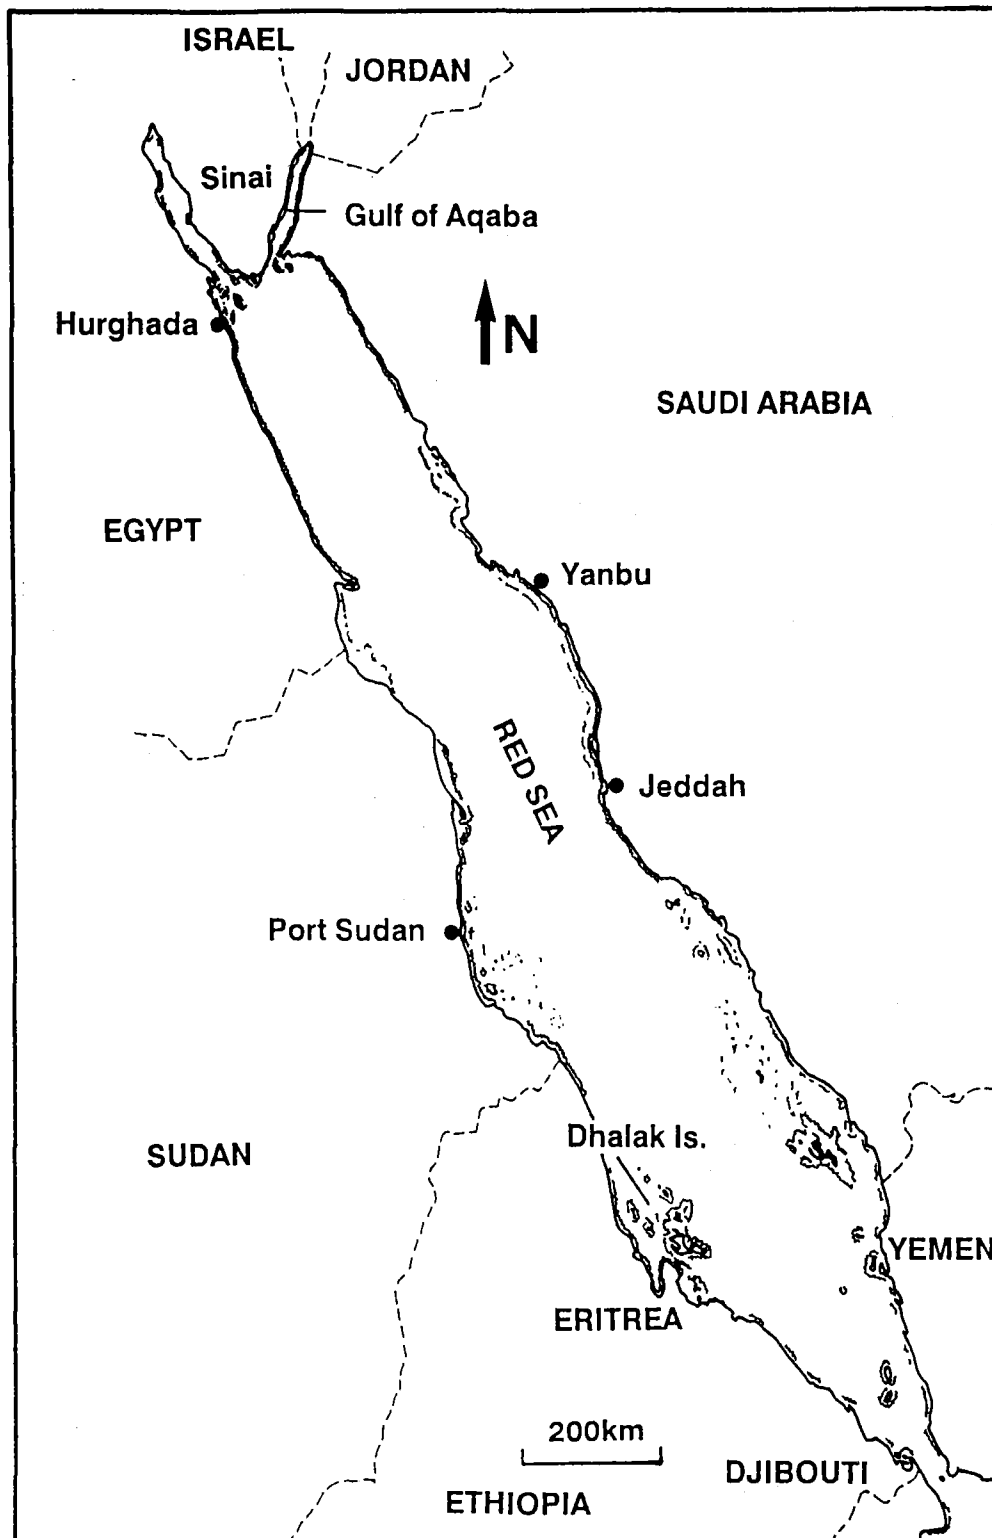 ISRAEL
JORDAN
Sinai
Gulf of Aqaba
Hurghada
N
SAUDI ARABIA
EGYPT
Yanbu
RED SEA
Jeddah
Port Sudan
Dhalak Is.
SUDAN
YEMEN
ERITREA
200km
DJIBOUTI
ETHIOPIA